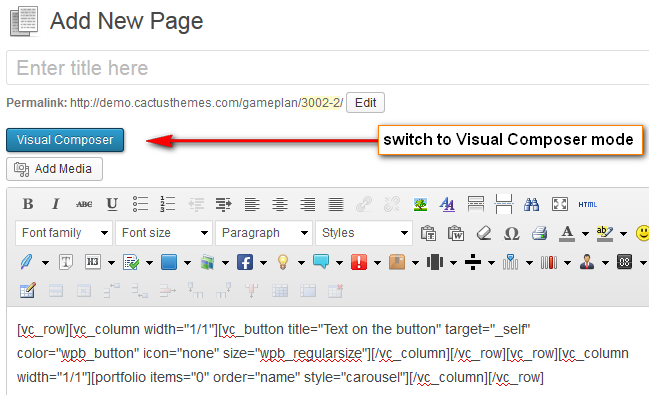 Add New Page
Enter title here
Permalink: http://demo.cactusthemes.com/gameplan/3002-2/ Edit
Visual Composer
switch to Visual Composer mode
Add Media
B I ABC U HTML
Font family Font size Paragraph Styles
[vc_row][vc_column width="1/1"][vc_button title="Text on the button" target="_self"
color="wpb_button" icon="none" size="wpb_regularsize"][/vc_column][/vc_row][vc_row][vc_column
width="1/1"][portfolio items="0" order="name" style="carousel"][/vc_column][/vc_row]